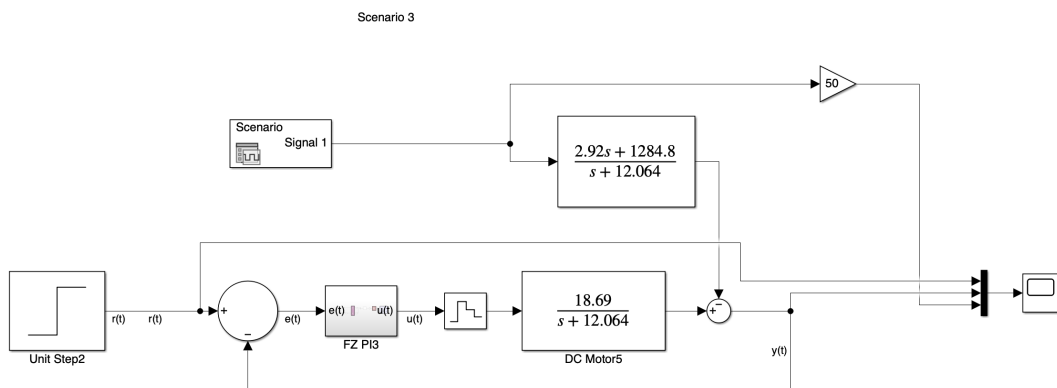 Scenario 3
50
Scenario
Signal 1
2.92s + 1284.8
s + 12.064
+
−
r(t)
r(t)
e(t)
e(t)
u(t)
u(t)
18.69
s + 12.064
−
+
y(t)
Unit Step2
FZ PI3
DC Motor5